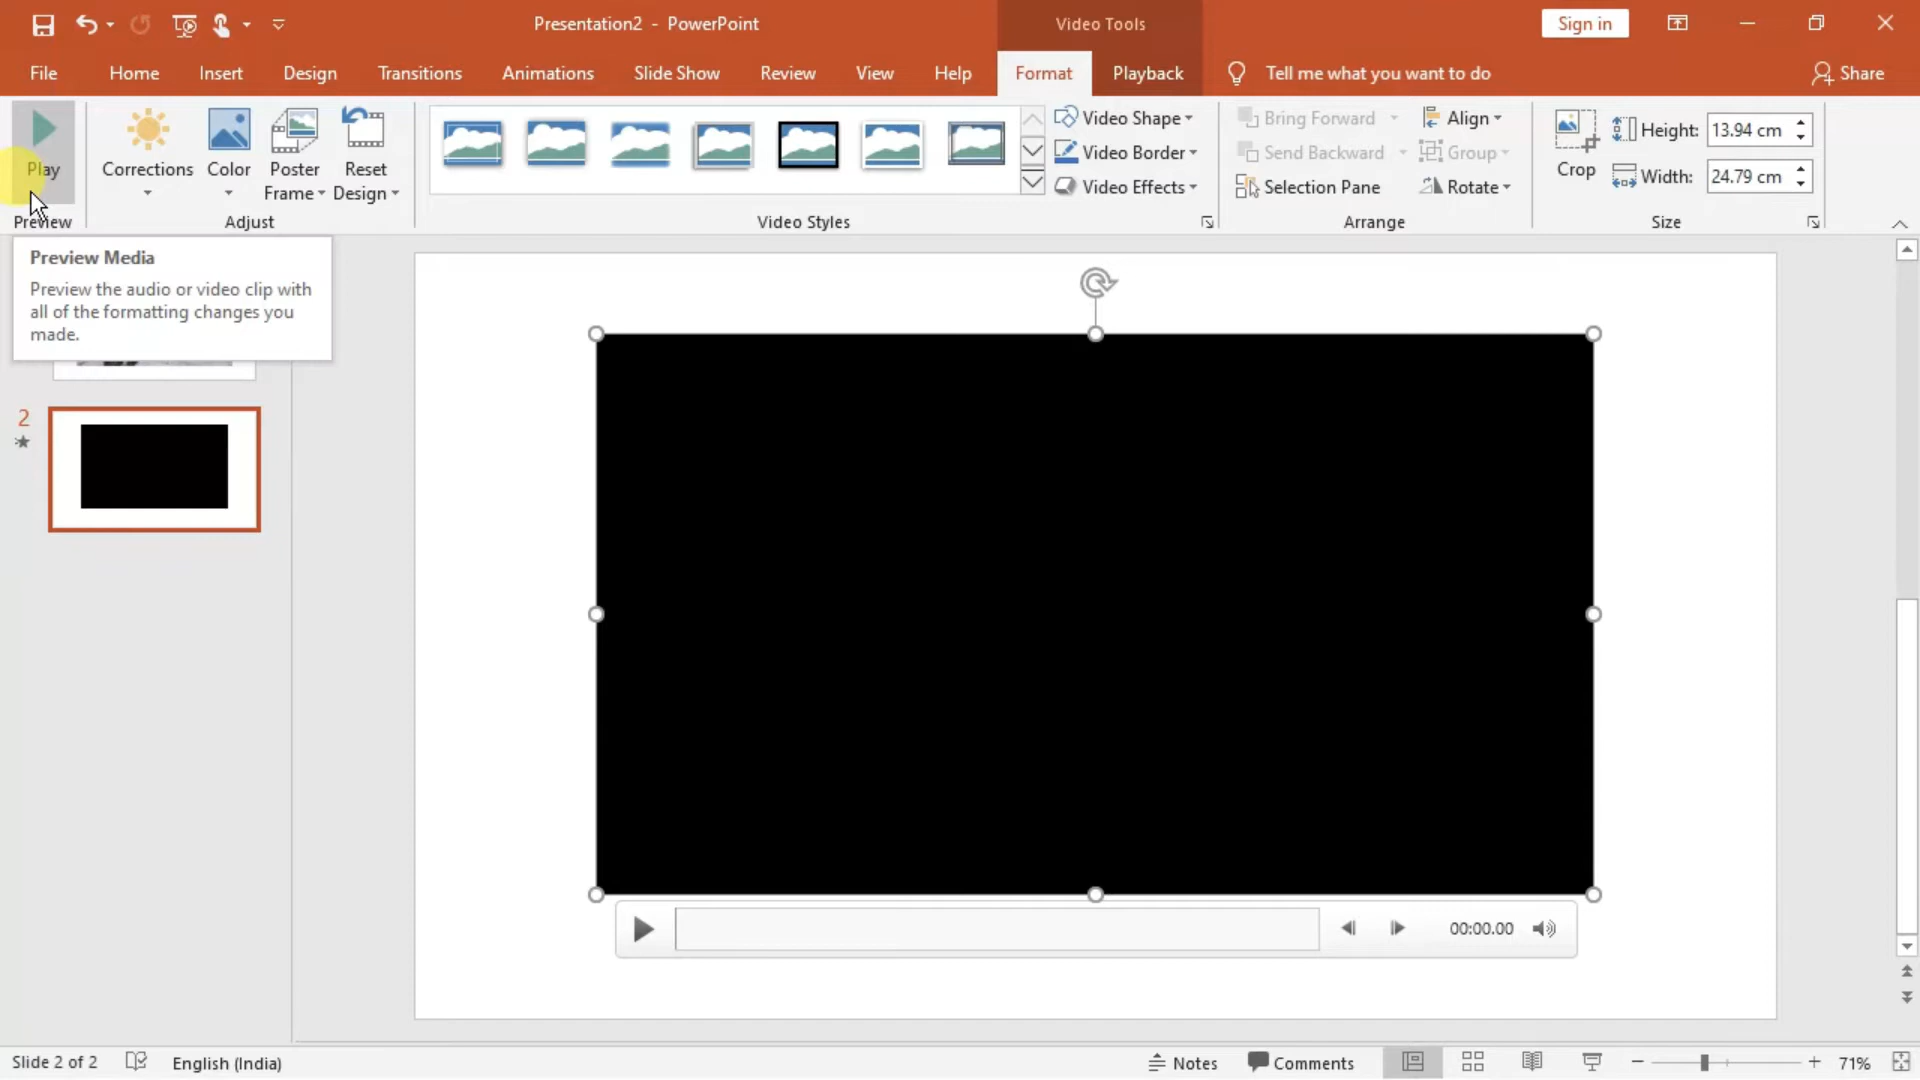 Presentation2 - PowerPoint
Video Tools
Sign in
File
Home
Insert
Design
Transitions
Animations
Slide Show
Review
View
Help
Format
Playback
Tell me what you want to do
Share
Play
Preview
Corrections
Color
Poster
Frame
Reset
Design
Adjust
Video Styles
Video Shape
Video Border
Video Effects
Bring Forward
Send Backward
Selection Pane
Align
Group
Rotate
Arrange
Crop
Height: 13.94 cm
Width: 24.79 cm
Size
Preview Media
Preview the audio or video clip with
all of the formatting changes you
made.
2
00:00.00
Slide 2 of 2
English (India)
Notes
Comments
71%